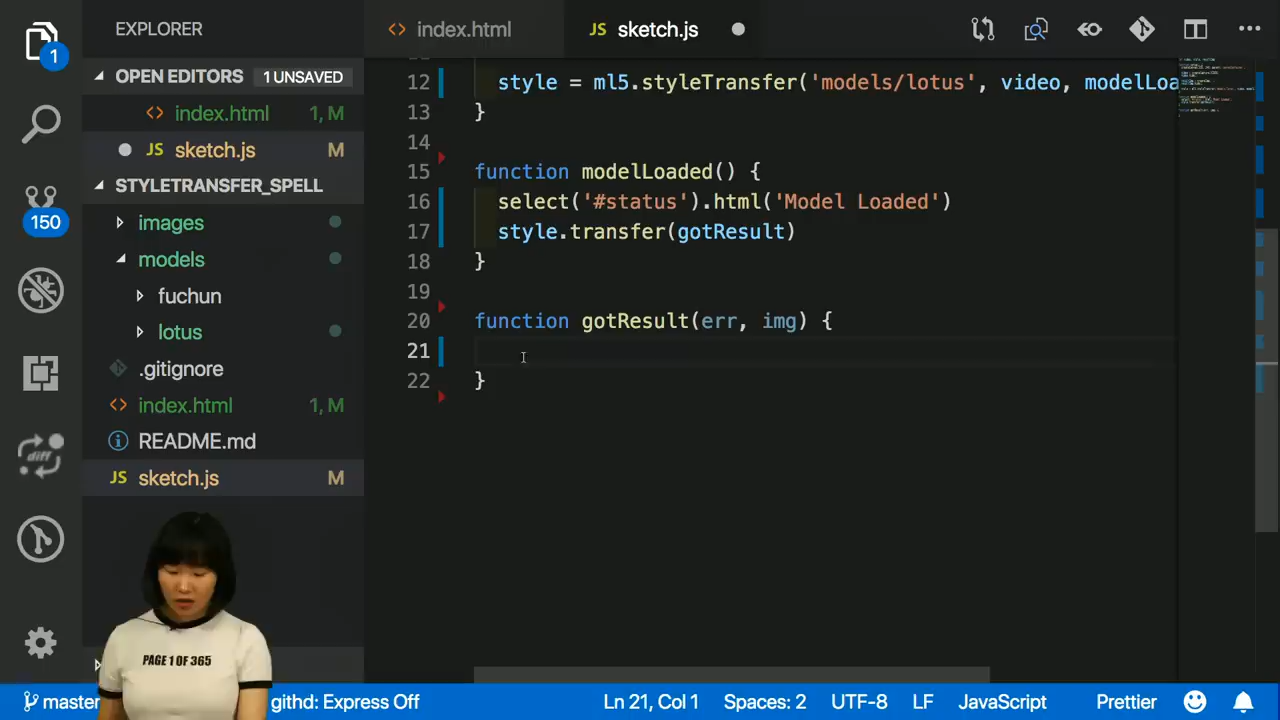 EXPLORER
OPEN EDITORS 1 UNSAVED
<> index.html 1, M
JS sketch.js M
STYLETRANSFER_SPELL
images
models
fuchun
lotus
.gitignore
<> index.html 1, M
README.md
JS sketch.js M
1
150
diff
<> index.html
JS sketch.js
12 style = ml5.styleTransfer('models/lotus', video, modelLoa
13 }
14
15 function modelLoaded() {
16 select('#status').html('Model Loaded')
17 style.transfer(gotResult)
18 }
19
20 function gotResult(err, img) {
21
22 }
PAGE 1 OF 365
master
githd: Express Off
Ln 21, Col 1
Spaces: 2
UTF-8
LF
JavaScript
Prettier